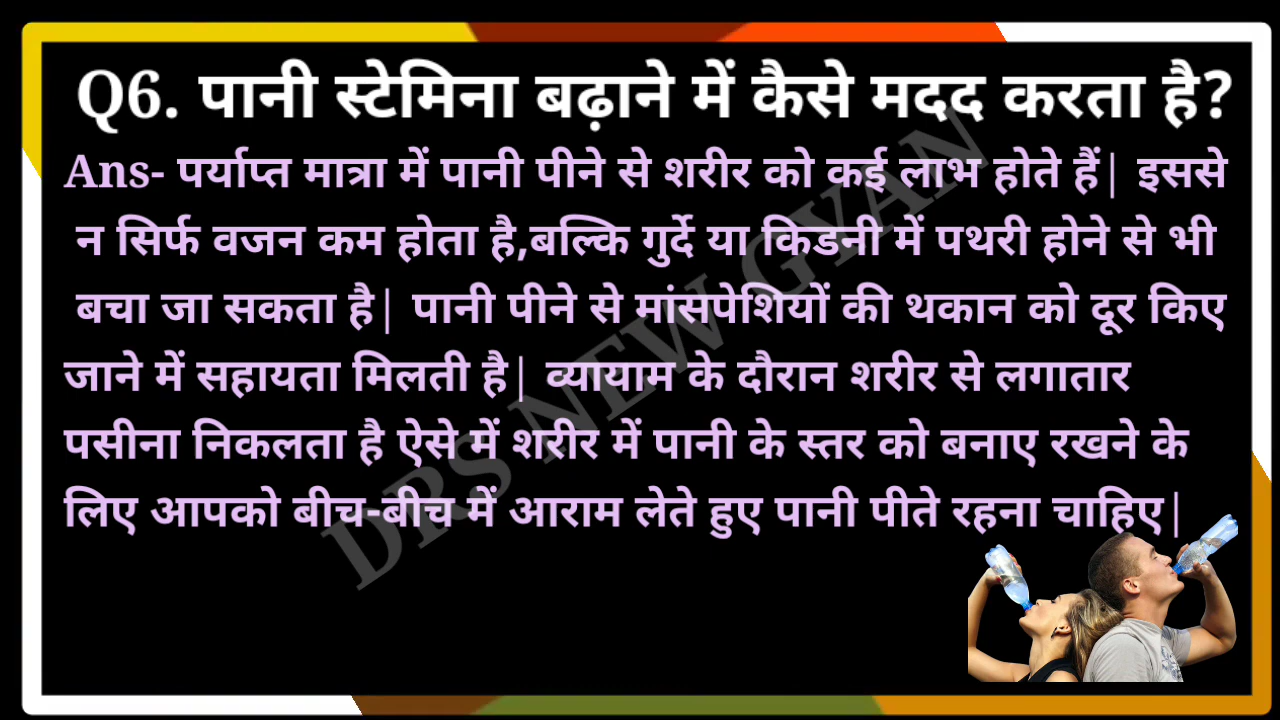 Q6. पानी स्टेमिना बढ़ाने में कैसे मदद करता है?
Ans- पर्याप्त मात्रा में पानी पीने से शरीर को कई लाभ होते हैं| इससे
न सिर्फ वजन कम होता है,बल्कि गुर्दे या किडनी में पथरी होने से भी
बचा जा सकता है| पानी पीने से मांसपेशियों की थकान को दूर किए
जाने में सहायता मिलती है| व्यायाम के दौरान शरीर से लगातार
पसीना निकलता है ऐसे में शरीर में पानी के स्तर को बनाए रखने के
लिए आपको बीच-बीच में आराम लेते हुए पानी पीते रहना चाहिए|
DRS NEW GYAN